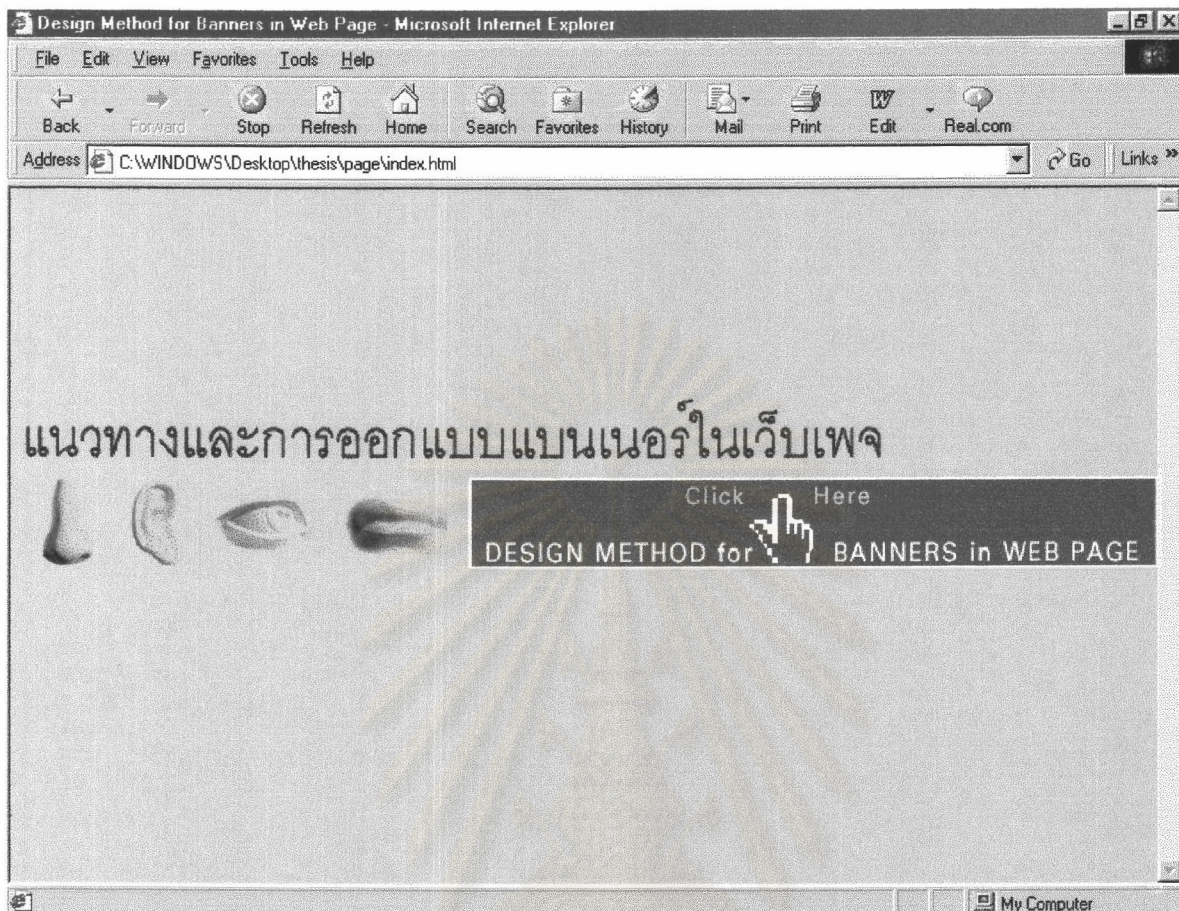 Design Method for Banners in Web Page - Microsoft Internet Explorer
File Edit View Favorites Tools Help
Back Forward Stop Refresh Home Search Favorites History Mail Print Edit Real.com
Address C:\WINDOWS\Desktop\thesis\page\index.html Go Links »
แนวทางและการออกแบบแบนเนอร์ในเว็บเพจ
Click Here
DESIGN METHOD for BANNERS in WEB PAGE
My Computer